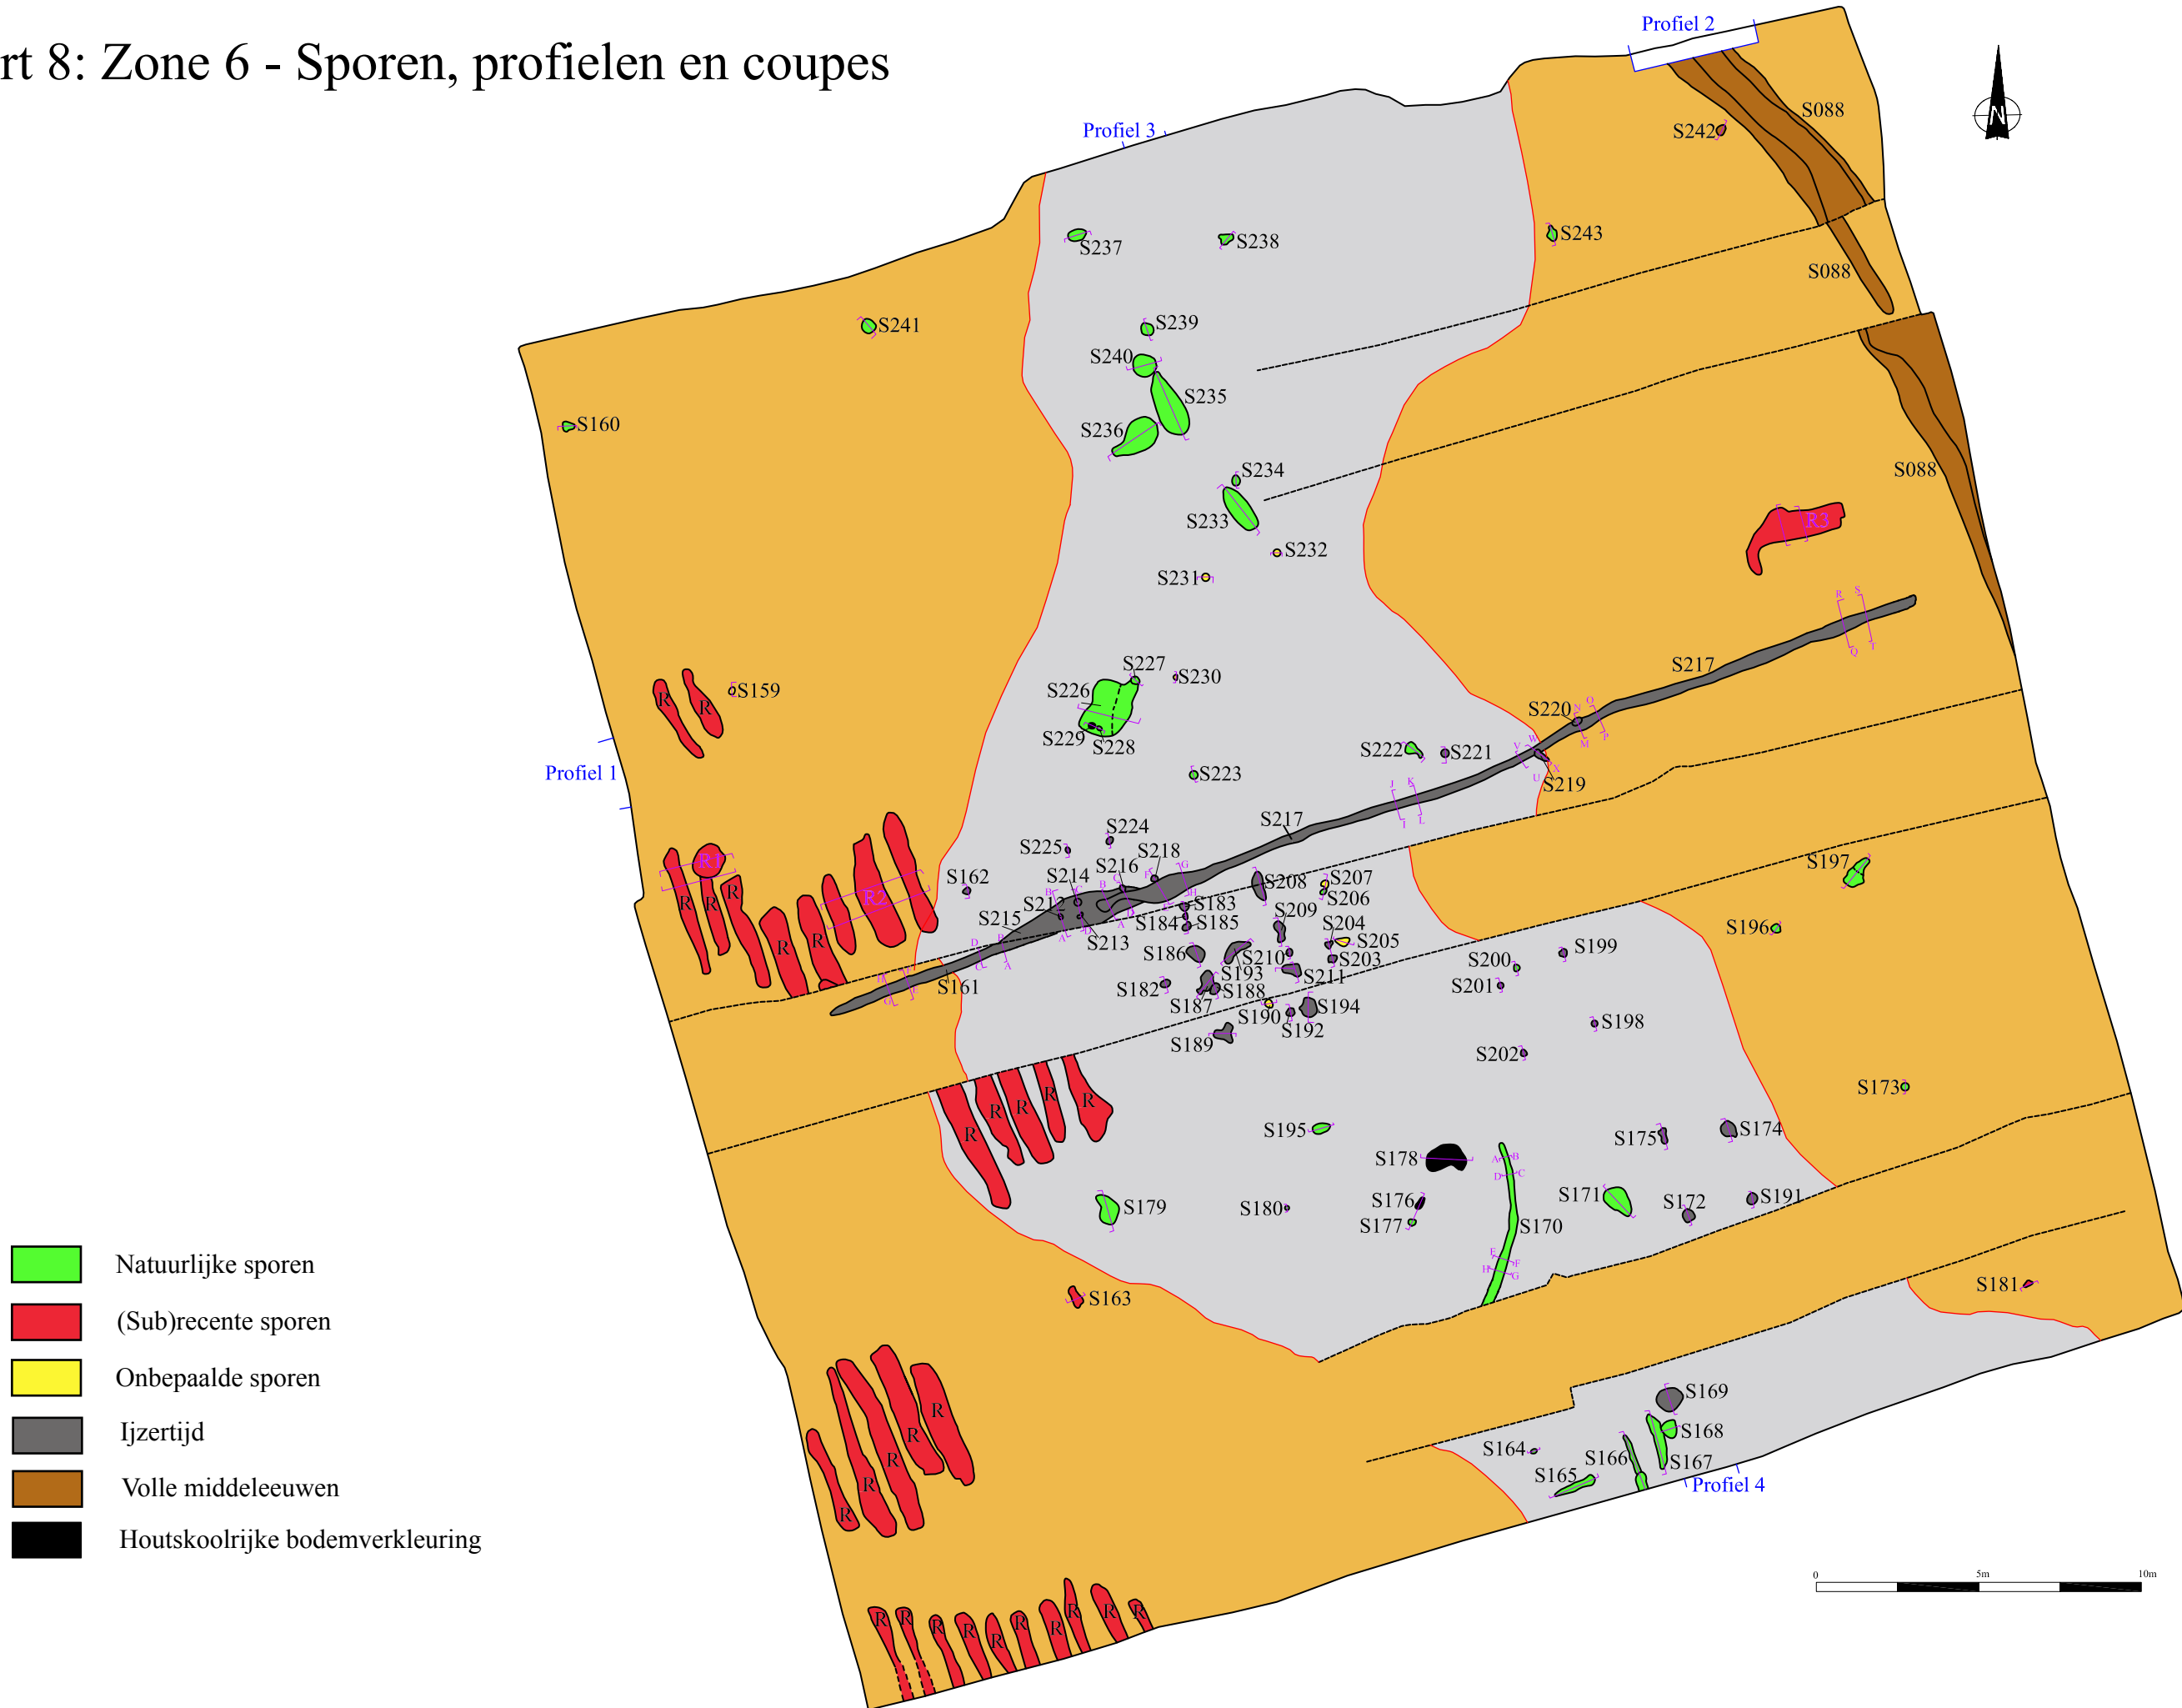 rt 8: Zone 6 - Sporen, profielen en coupes
Profiel 2
N
S088
S242
Profiel 3
S243
S237
S238
S088
S241
S239
S240
S235
S160
S236
S234
S088
S233
R3
S232
S231
R S
S227
S230
S217
Q T
S226
S159
R
R
S220
N O
M P
S229
S228
S222
S221
V W
U X
S219
Profiel 1
S223
J K
I L
S217
S224
S225
S218
R1
S197
S216
S162
S214
S208
S207
S206
R
R
R
R2
S212
S183
S215
S184
S185
S209
S204
S196
R
R
S213
S205
S186
S210
S203
S199
S200
S193
S211
S161
S182
S188
S201
S187
S194
S190
S192
S198
S189
S202
S173
R
R
R
R
R
S195
S175
S174
S178
A B
D C
S176
S171
S172
S191
S179
S180
S177
S170
E F
H G
Natuurlijke sporen
S163
S181
(Sub)recente sporen
Onbepaalde sporen
S169
R
Ijzertijd
R
S168
S164
R
S166
S167
R
S165
Profiel 4
Volle middeleeuwen
R
Houtskoolrijke bodemverkleuring
0 5m 10m
R R R R R R R R R R